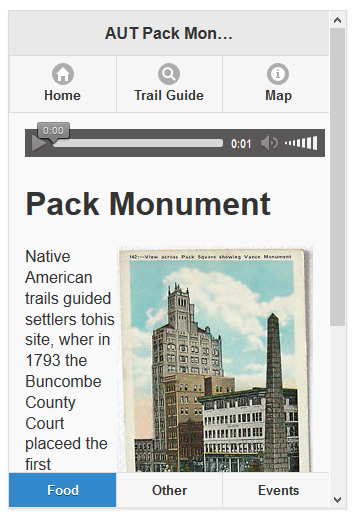 AUT Pack Mon…
Home Trail Guide Map
0:00
0:01
Pack Monument
Native
American
trails guided
settlers tohis
site, wher in
1793 the
Buncombe
County
Court
placeed the
first
142:—View across Pack Square showing Vance Monument
Food Other Events